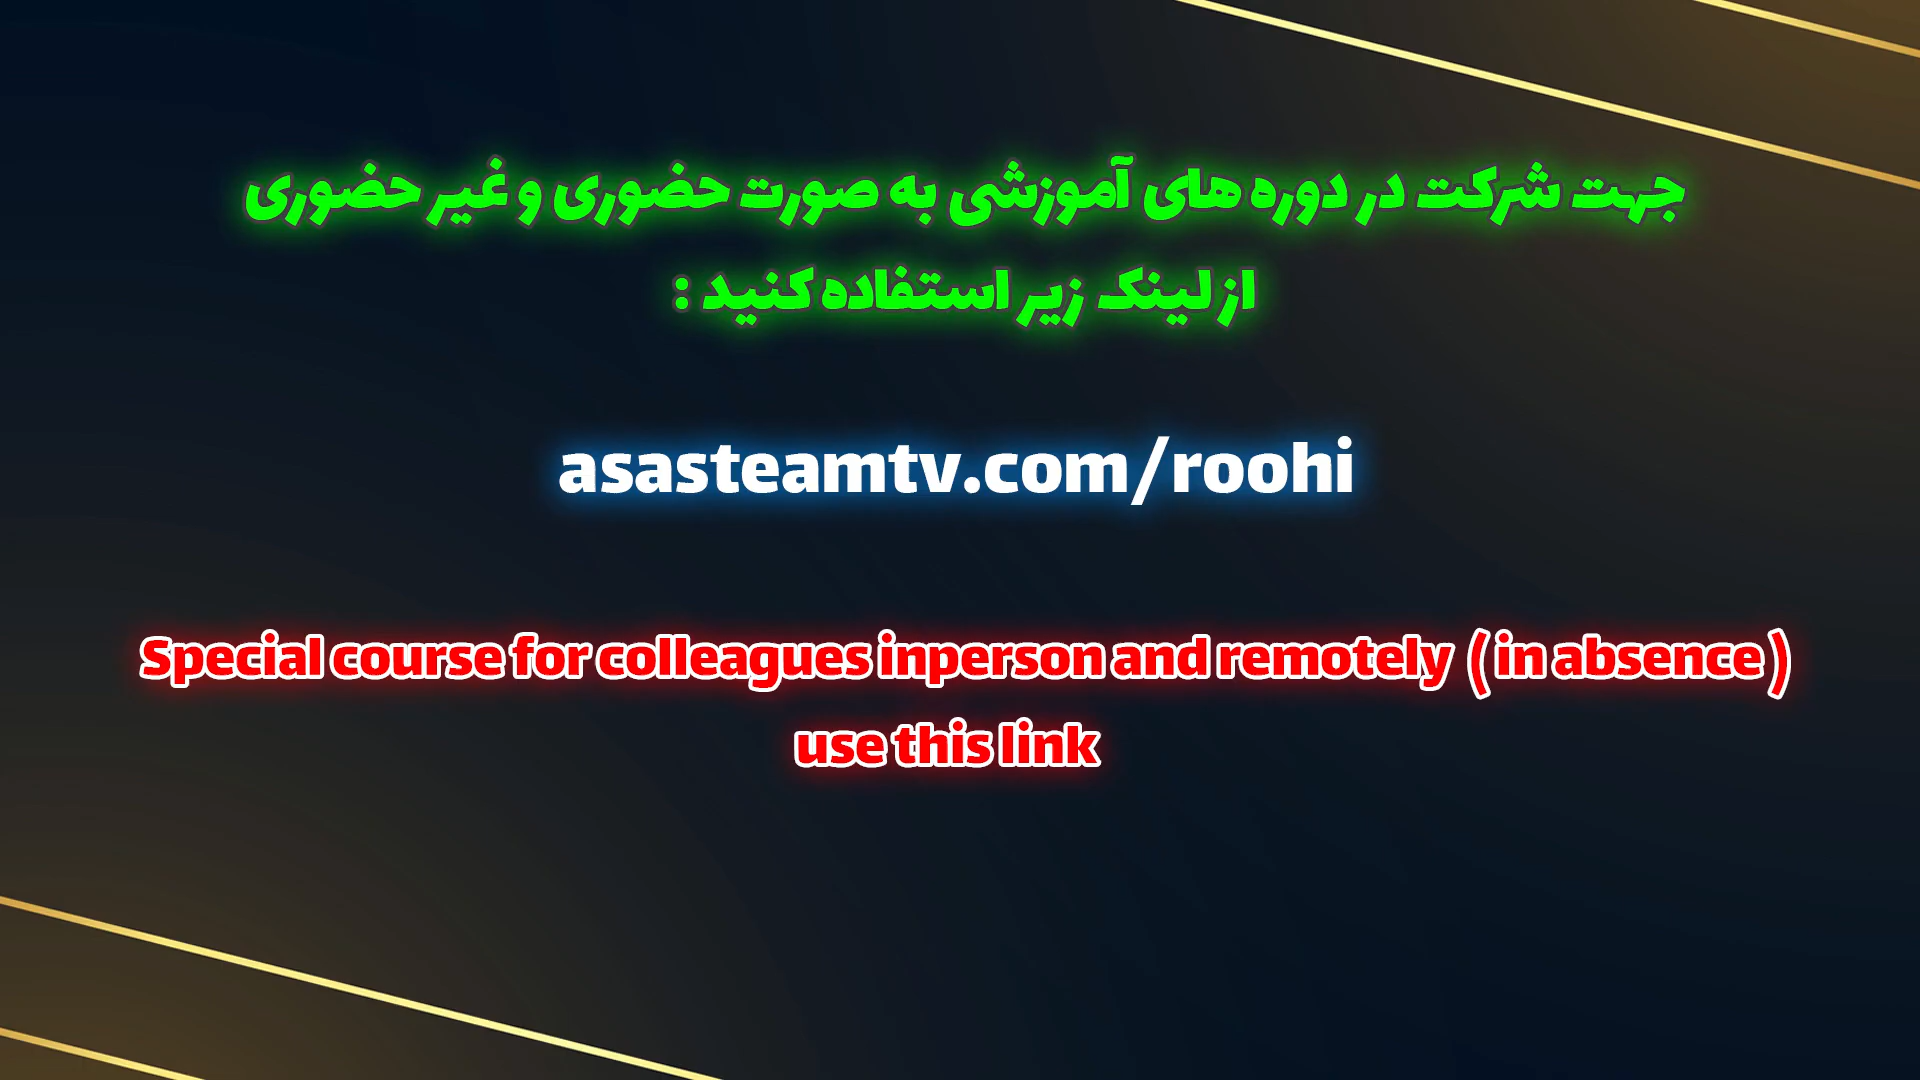 جهت شرکت در دوره های آموزشی به صورت حضوری و غیر حضوری
از لینک زیر استفاده کنید :
asasteamtv.com/roohi
Special course for colleagues inperson and remotely ( in absence )
use this link